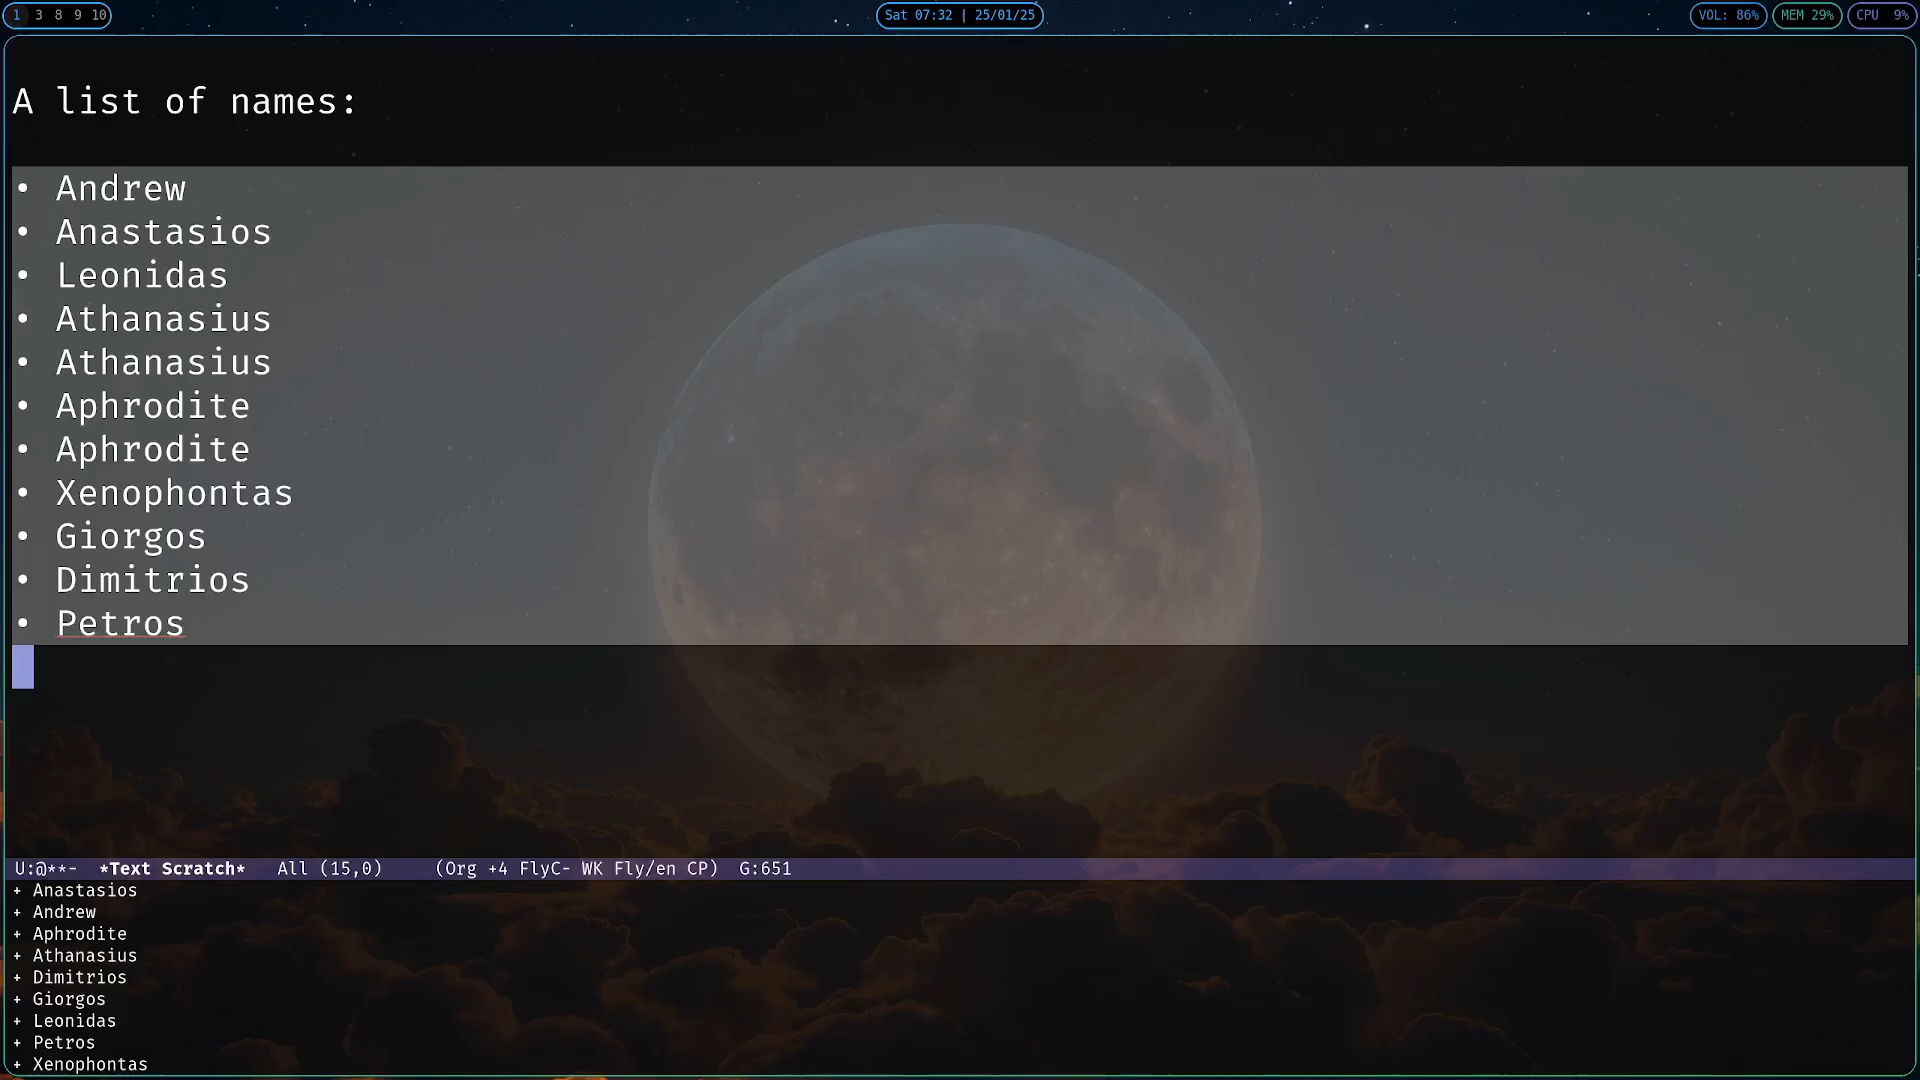 1 3 8 9 10
Sat 07:32 | 25/01/25
VOL: 86%
MEM 29%
CPU 9%
A list of names:
• Andrew
• Anastasios
• Leonidas
• Athanasius
• Athanasius
• Aphrodite
• Aphrodite
• Xenophontas
• Giorgos
• Dimitrios
• Petros
U:@**- *Text Scratch* All (15,0) (Org +4 FlyC- WK Fly/en CP) G:651
+ Anastasios
+ Andrew
+ Aphrodite
+ Athanasius
+ Dimitrios
+ Giorgos
+ Leonidas
+ Petros
+ Xenophontas